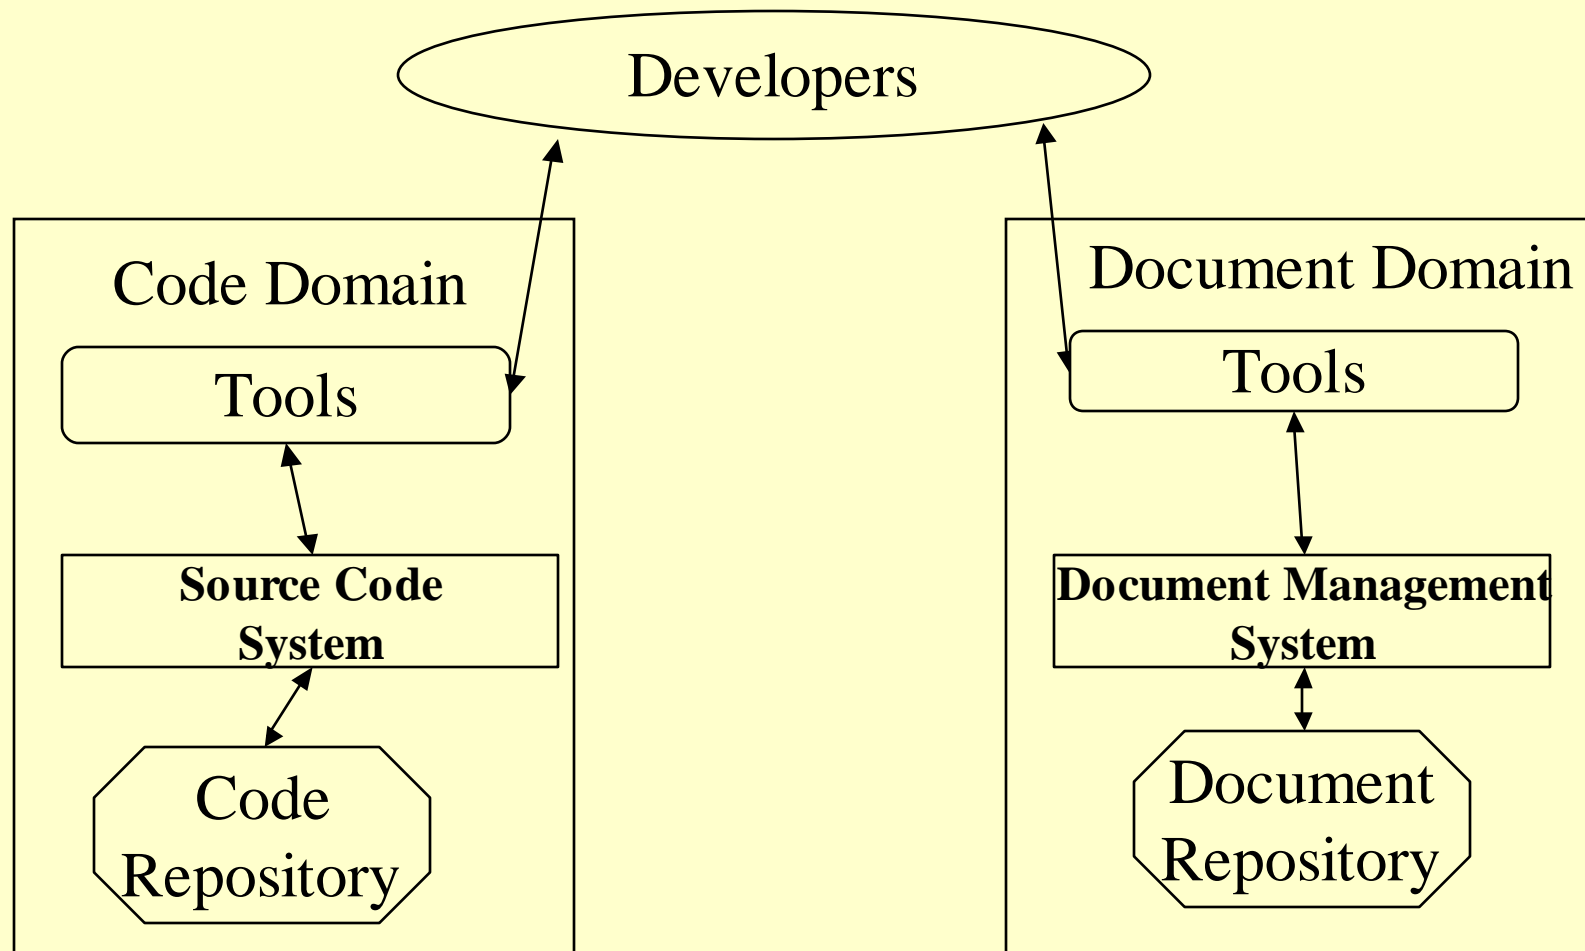 Developers
Code Domain
Tools
Source Code
System
Code
Repository
Document Domain
Tools
Document Management
System
Document
Repository